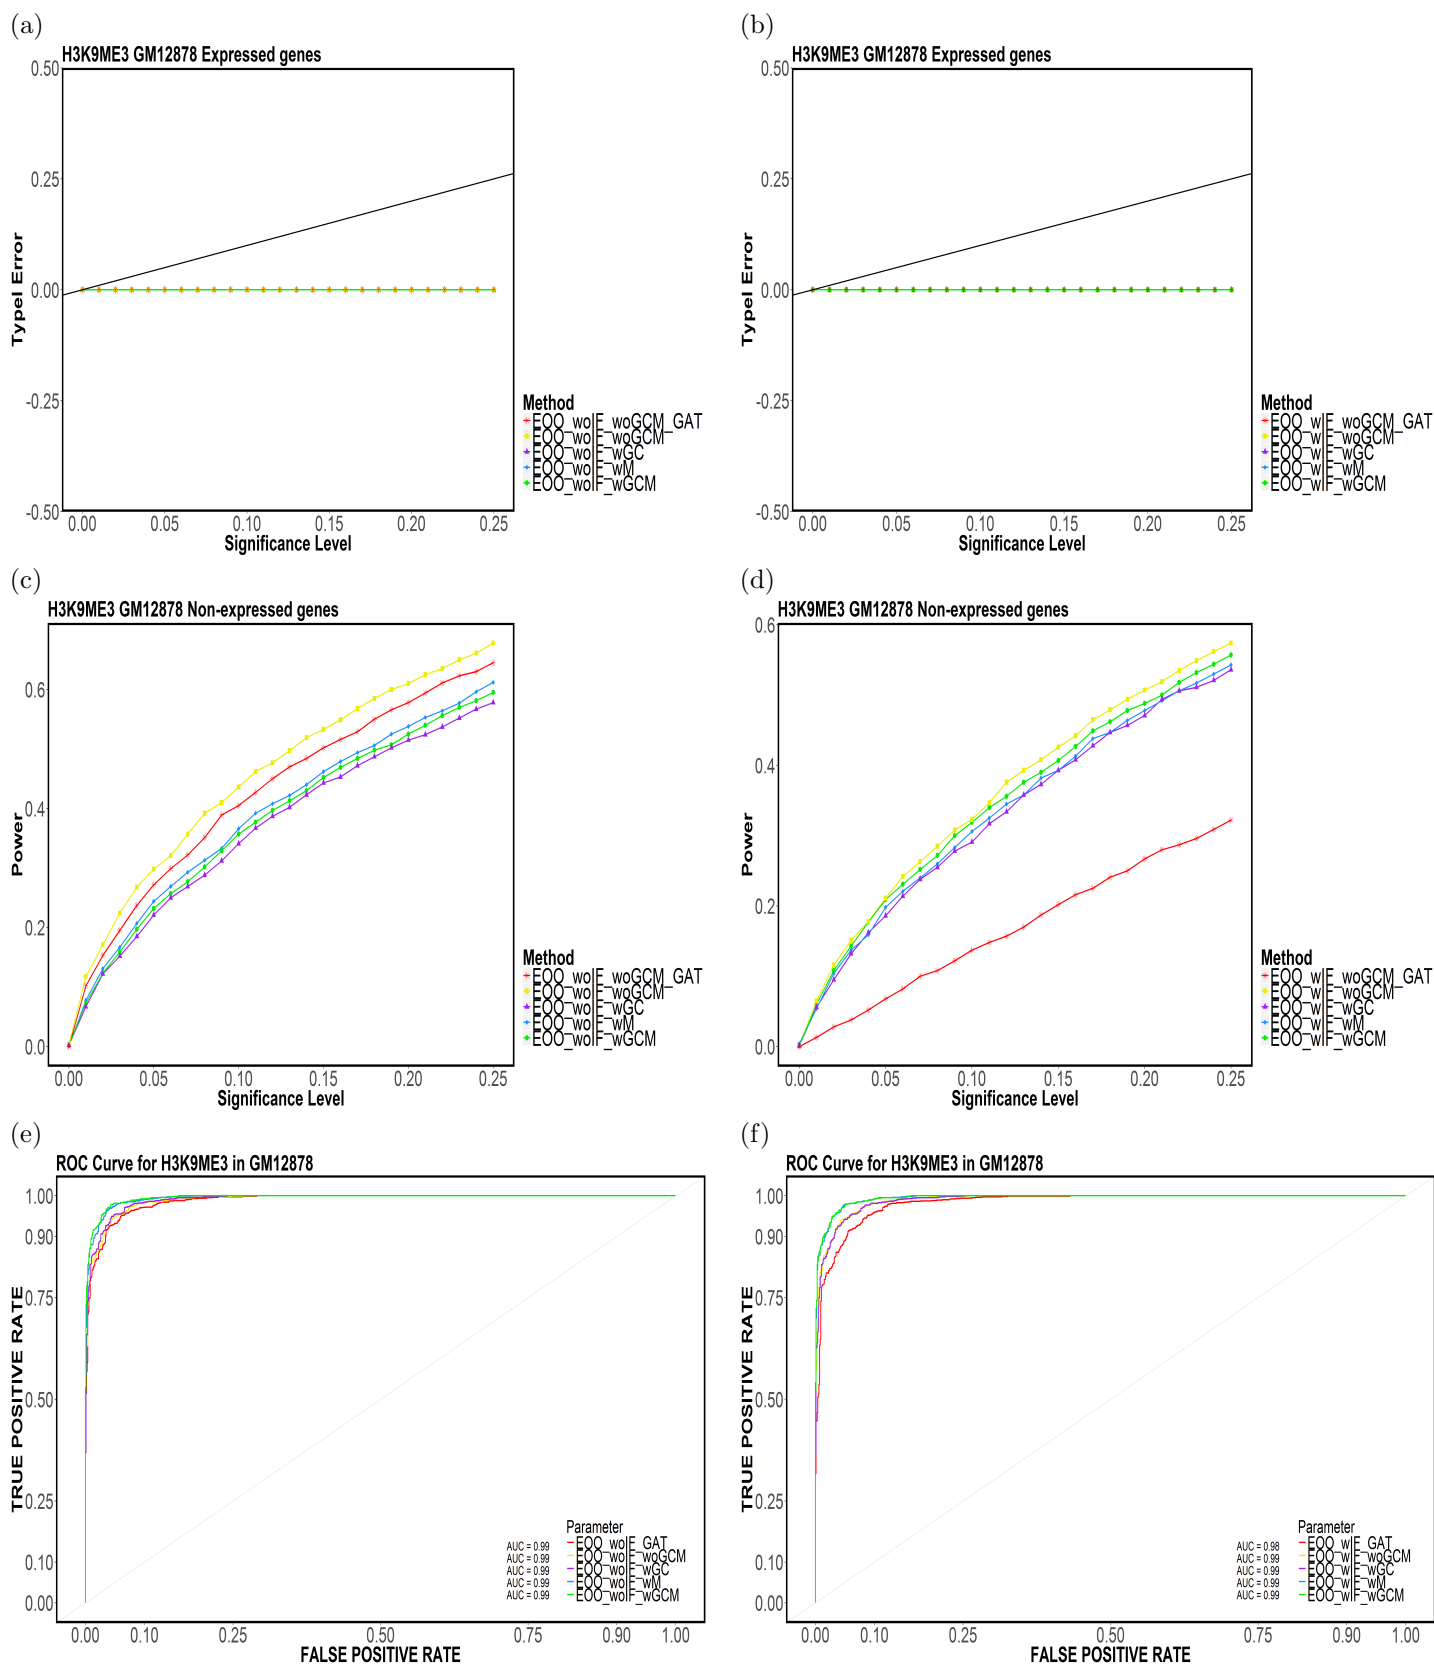 (a)
H3K9ME3 GM12878 Expressed genes
0.50
0.25
0.00
-0.25
-0.50
TypeI Error
0.00 0.05 0.10 0.15 0.20 0.25
Significance Level
Method
EOO_woIF_woGCM_GAT
EOO_woIF_woGCM
EOO_woIF_wGC
EOO_woIF_wM
EOO_woIF_wGCM
(b)
H3K9ME3 GM12878 Expressed genes
0.50
0.25
0.00
-0.25
-0.50
TypeI Error
0.00 0.05 0.10 0.15 0.20 0.25
Significance Level
Method
EOO_wIF_woGCM_GAT
EOO_wIF_woGCM
EOO_wIF_wGC
EOO_wIF_wM
EOO_wIF_wGCM
(c)
H3K9ME3 GM12878 Non-expressed genes
0.6
0.4
0.2
0.0
Power
0.00 0.05 0.10 0.15 0.20 0.25
Significance Level
Method
EOO_woIF_woGCM_GAT
EOO_woIF_woGCM
EOO_woIF_wGC
EOO_woIF_wM
EOO_woIF_wGCM
(d)
H3K9ME3 GM12878 Non-expressed genes
0.6
0.4
0.2
0.0
Power
0.00 0.05 0.10 0.15 0.20 0.25
Significance Level
Method
EOO_wIF_woGCM_GAT
EOO_wIF_woGCM
EOO_wIF_wGC
EOO_wIF_wM
EOO_wIF_wGCM
(e)
ROC Curve for H3K9ME3 in GM12878
1.00
0.90
0.75
0.50
0.25
0.10
0.00
TRUE POSITIVE RATE
Parameter
AUC = 0.99 EOO_woIF_GAT
AUC = 0.99 EOO_woIF_woGCM
AUC = 0.99 EOO_woIF_wGC
AUC = 0.99 EOO_woIF_wM
AUC = 0.99 EOO_woIF_wGCM
0.00 0.10 0.25 0.50 0.75 0.90 1.00
FALSE POSITIVE RATE
(f)
ROC Curve for H3K9ME3 in GM12878
1.00
0.90
0.75
0.50
0.25
0.10
0.00
TRUE POSITIVE RATE
Parameter
AUC = 0.98 EOO_wIF_GAT
AUC = 0.99 EOO_wIF_woGCM
AUC = 0.99 EOO_wIF_wGC
AUC = 0.99 EOO_wIF_wM
AUC = 0.99 EOO_wIF_wGCM
0.00 0.10 0.25 0.50 0.75 0.90 1.00
FALSE POSITIVE RATE